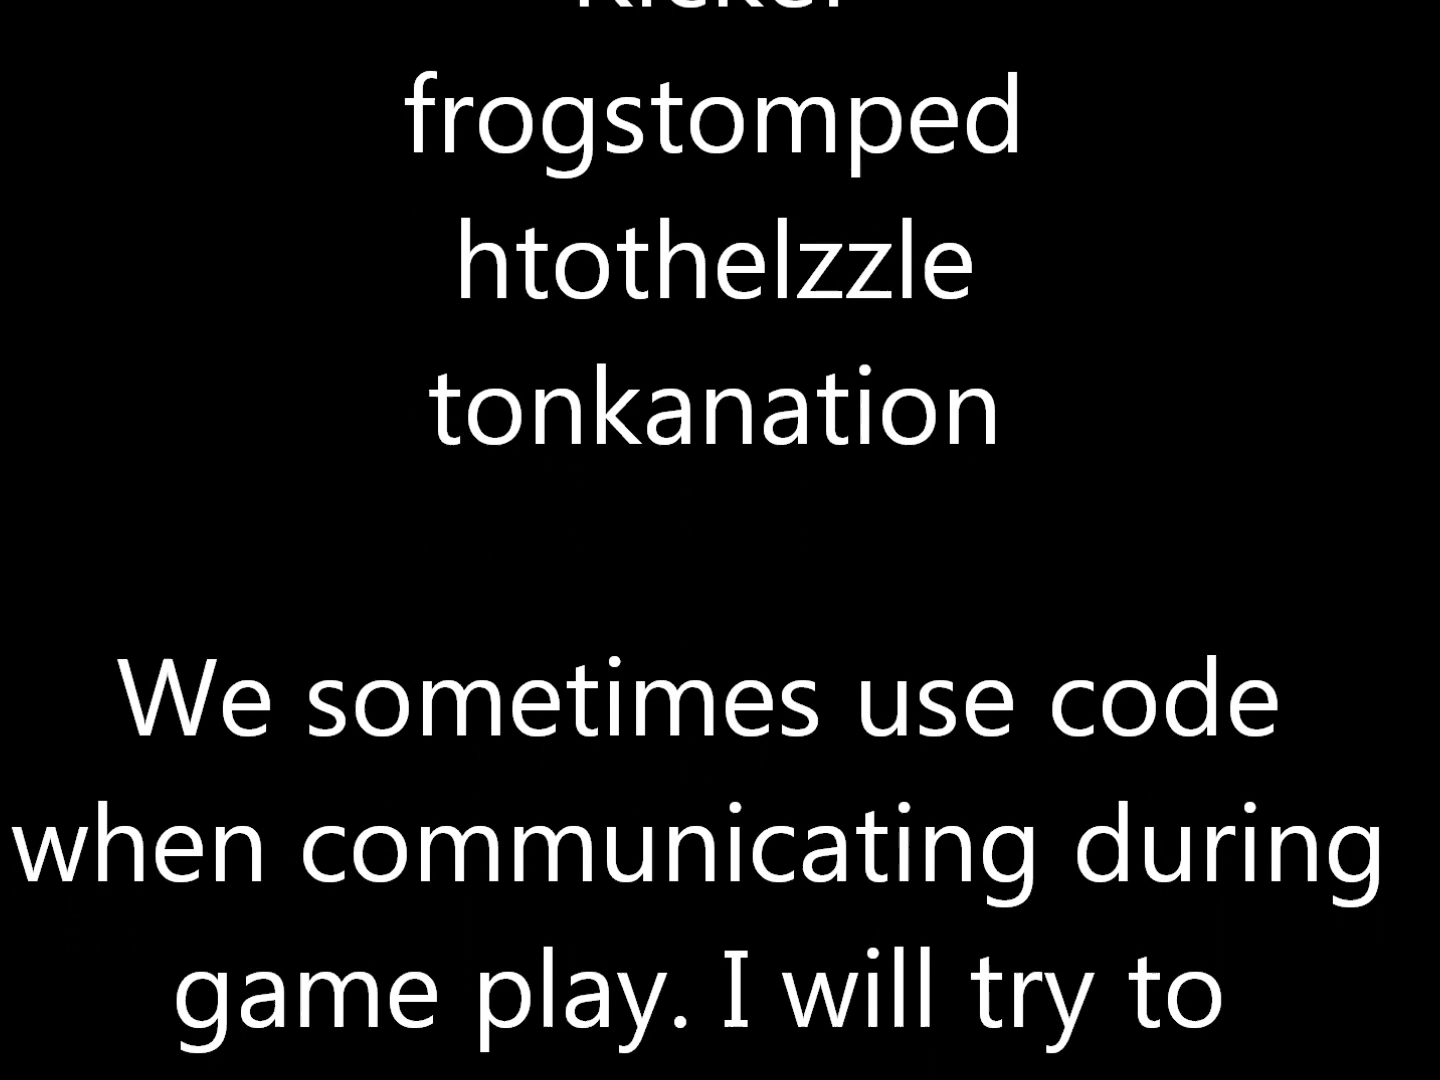 frogstomped
htothelzzle
tonkanation
We sometimes use code
when communicating during
game play. I will try to